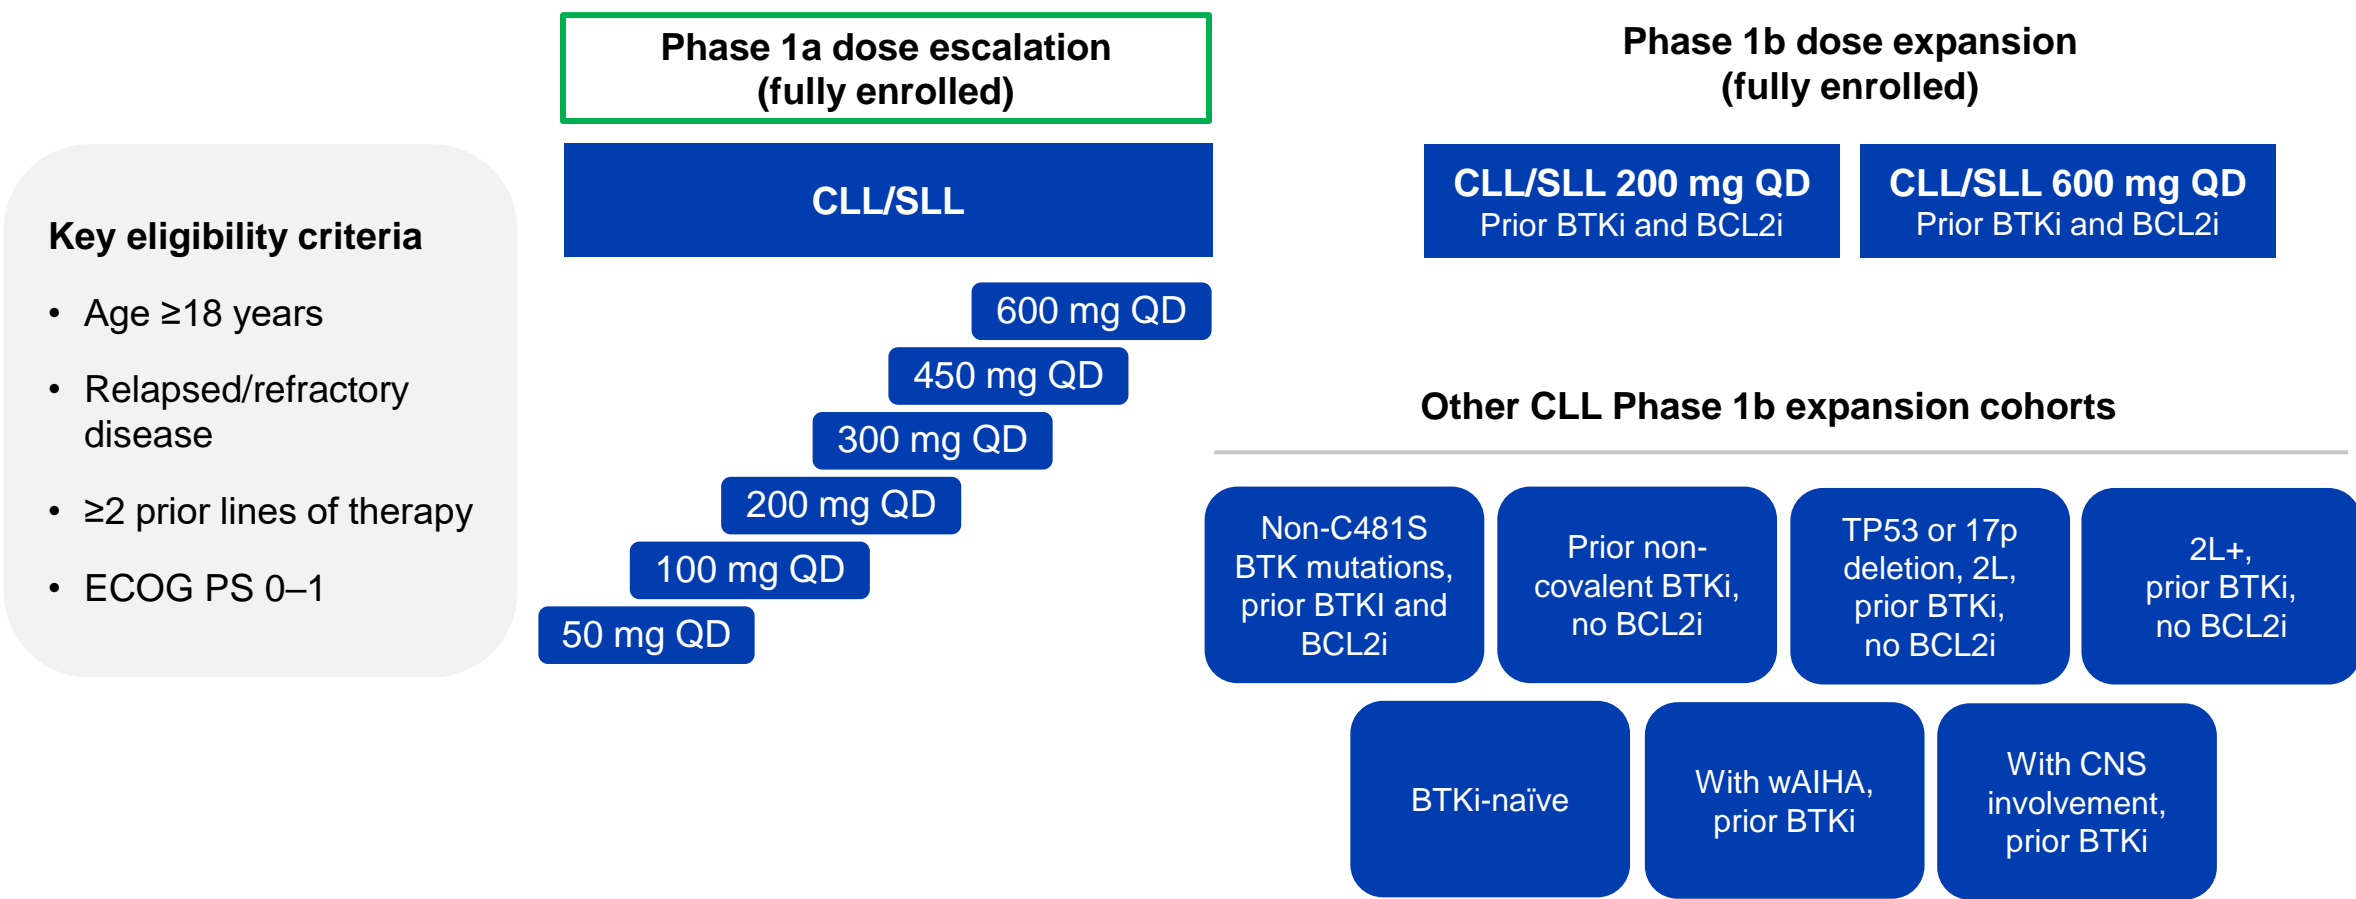 Phase 1a dose escalation
(fully enrolled)
Phase 1b dose expansion
(fully enrolled)
Key eligibility criteria
• Age ≥18 years
• Relapsed/refractory
disease
• ≥2 prior lines of therapy
• ECOG PS 0–1
CLL/SLL
600 mg QD
450 mg QD
300 mg QD
200 mg QD
100 mg QD
50 mg QD
CLL/SLL 200 mg QD
Prior BTKi and BCL2i
CLL/SLL 600 mg QD
Prior BTKi and BCL2i
Other CLL Phase 1b expansion cohorts
Non-C481S
BTK mutations,
prior BTKI and
BCL2i
Prior non-
covalent BTKi,
no BCL2i
TP53 or 17p
deletion, 2L,
prior BTKi,
no BCL2i
2L+,
prior BTKi,
no BCL2i
BTKi-naïve
With wAIHA,
prior BTKi
With CNS
involvement,
prior BTKi